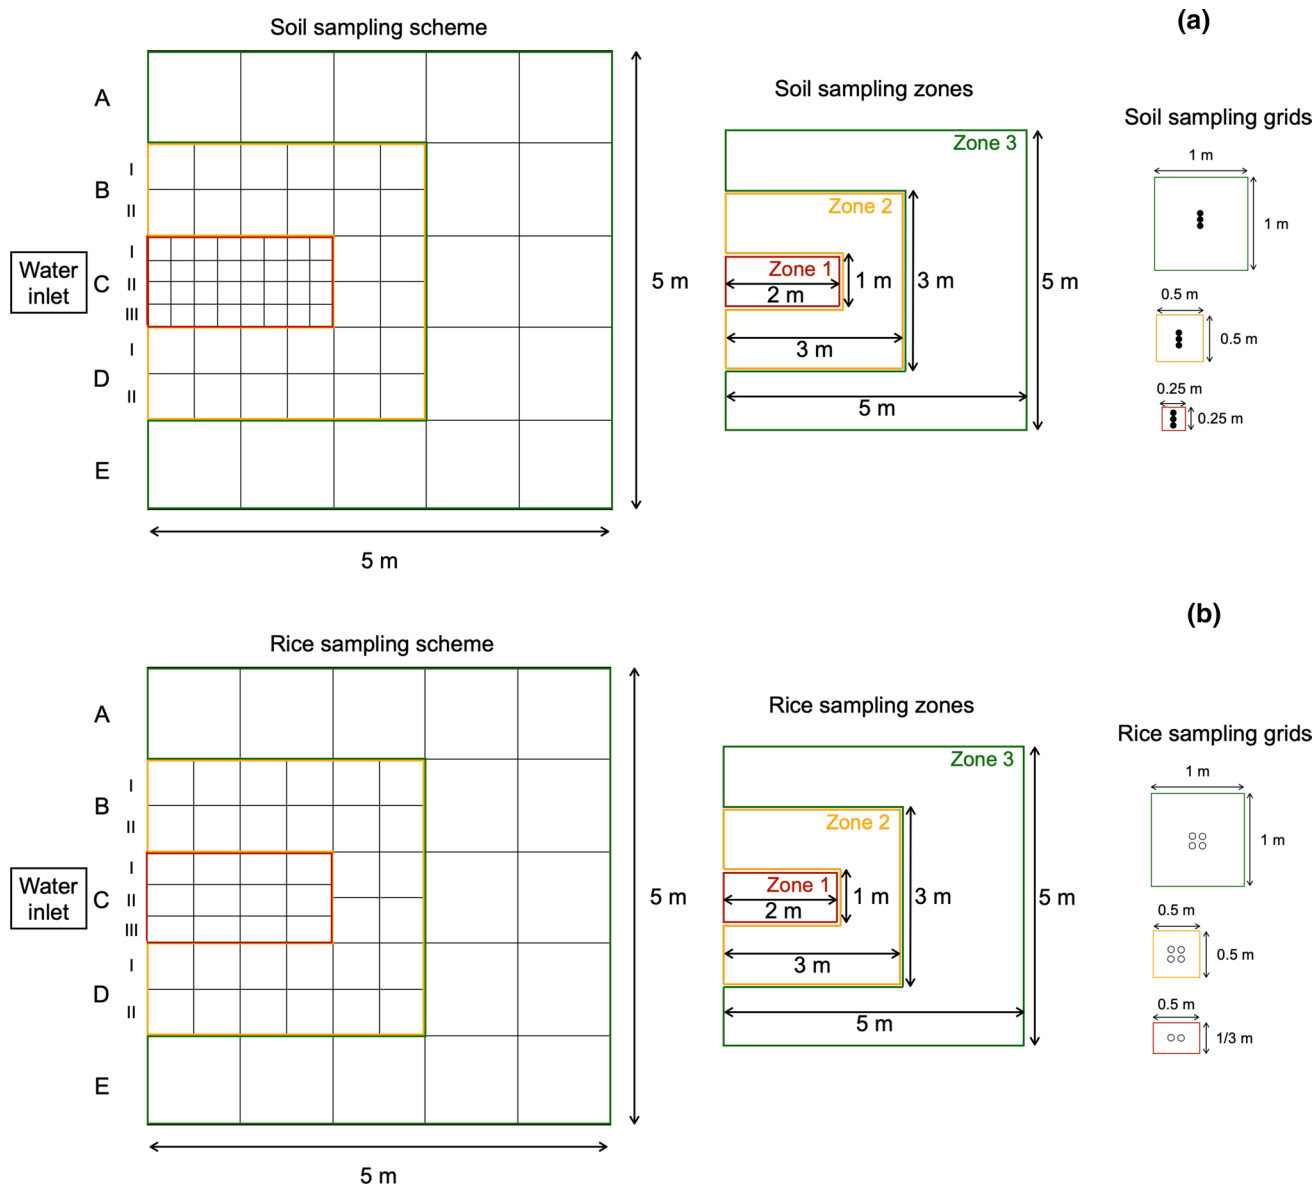 (a)
Soil sampling scheme
A
I
B
II
I
Water
inlet
C
II
III
I
D
II
E
5 m
5 m
Soil sampling zones
Zone 3
Zone 2
Zone 1
2 m
1 m
3 m
5 m
3 m
5 m
Soil sampling grids
1 m
1 m
0.5 m
0.5 m
0.25 m
0.25 m
(b)
Rice sampling scheme
A
I
B
II
I
Water
inlet
C
II
III
I
D
II
E
5 m
5 m
Rice sampling zones
Zone 3
Zone 2
Zone 1
2 m
1 m
3 m
5 m
3 m
5 m
Rice sampling grids
1 m
1 m
0.5 m
0.5 m
0.5 m
1/3 m